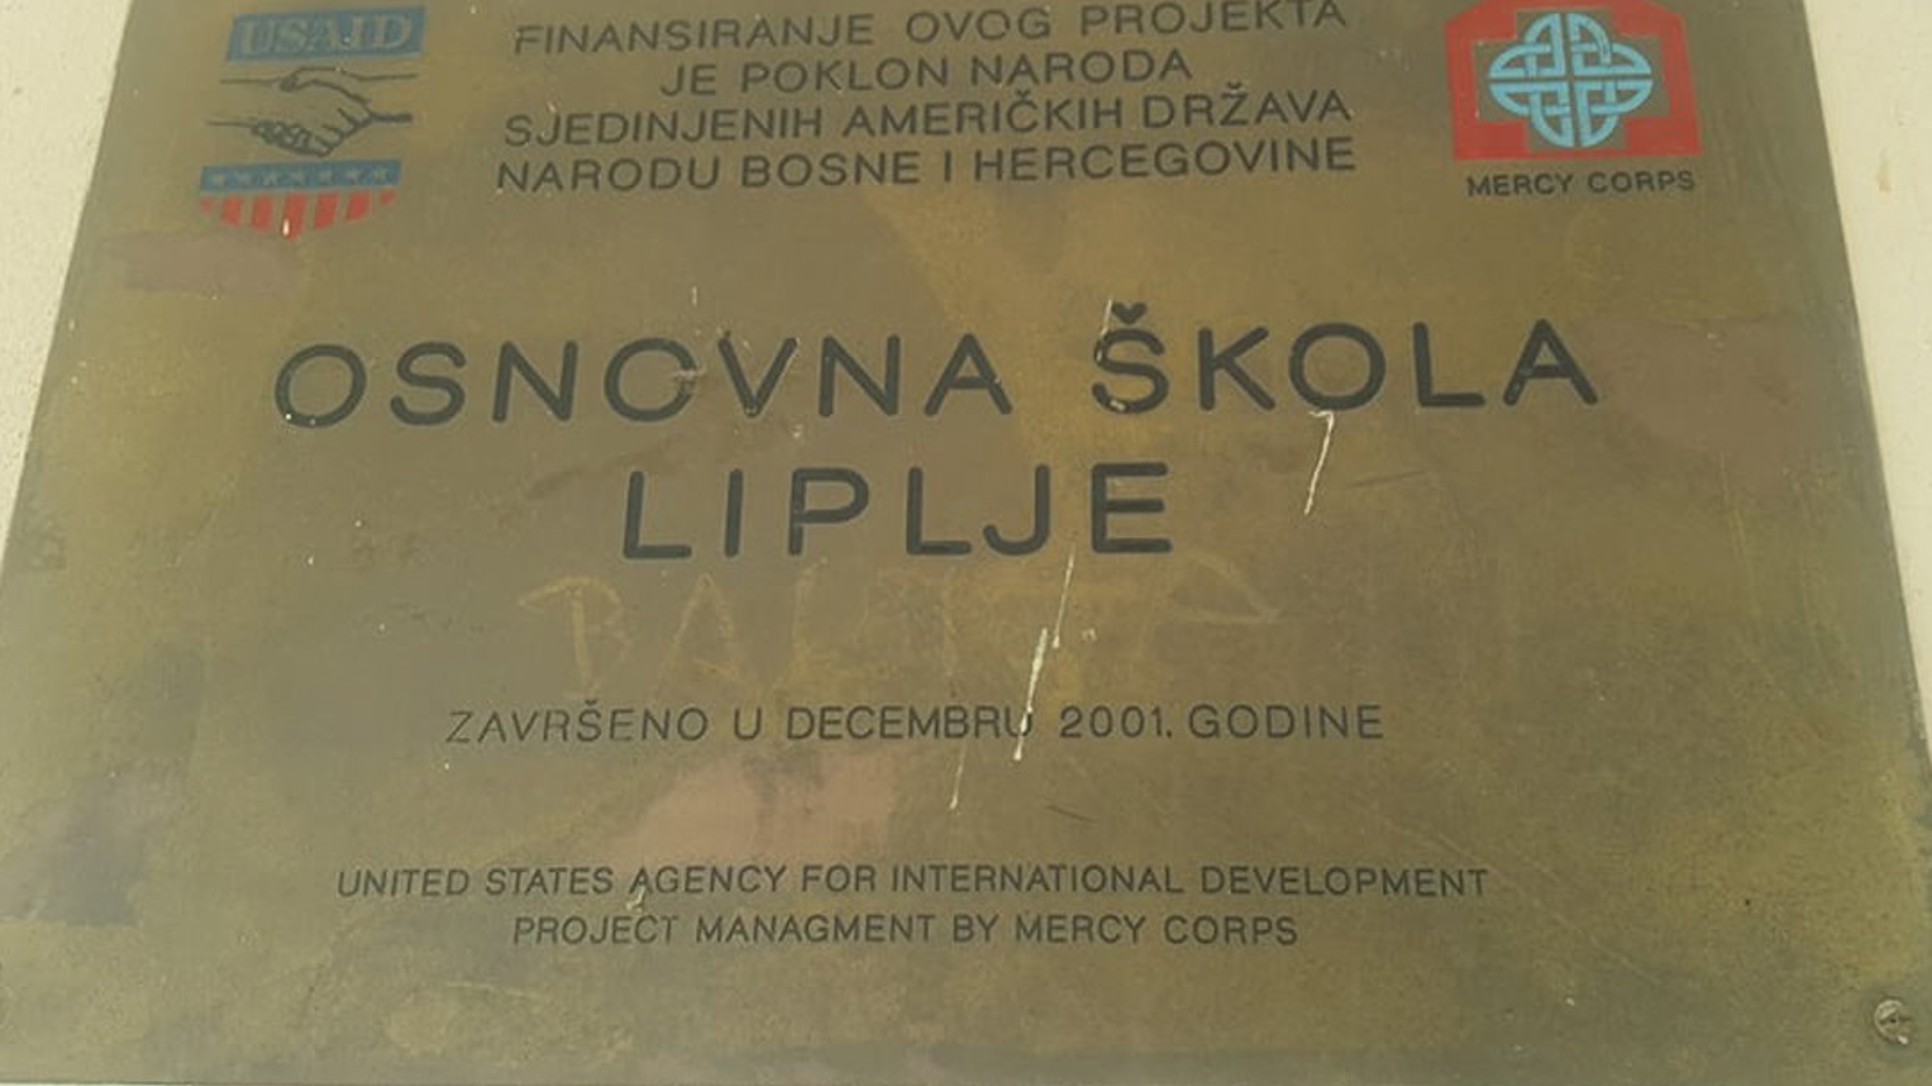 USAID
FINANSIRANJE OVOG PROJEKTA
JE POKLON NARODA
SJEDINJENIH AMERIČKIH DRŽAVA
NARODU BOSNE I HERCEGOVINE
MERCY CORPS
OSNOVNA ŠKOLA
LIPLJE
ZAVRŠENO U DECEMBRU 2001. GODINE
UNITED STATES AGENCY FOR INTERNATIONAL DEVELOPMENT
PROJECT MANAGMENT BY MERCY CORPS